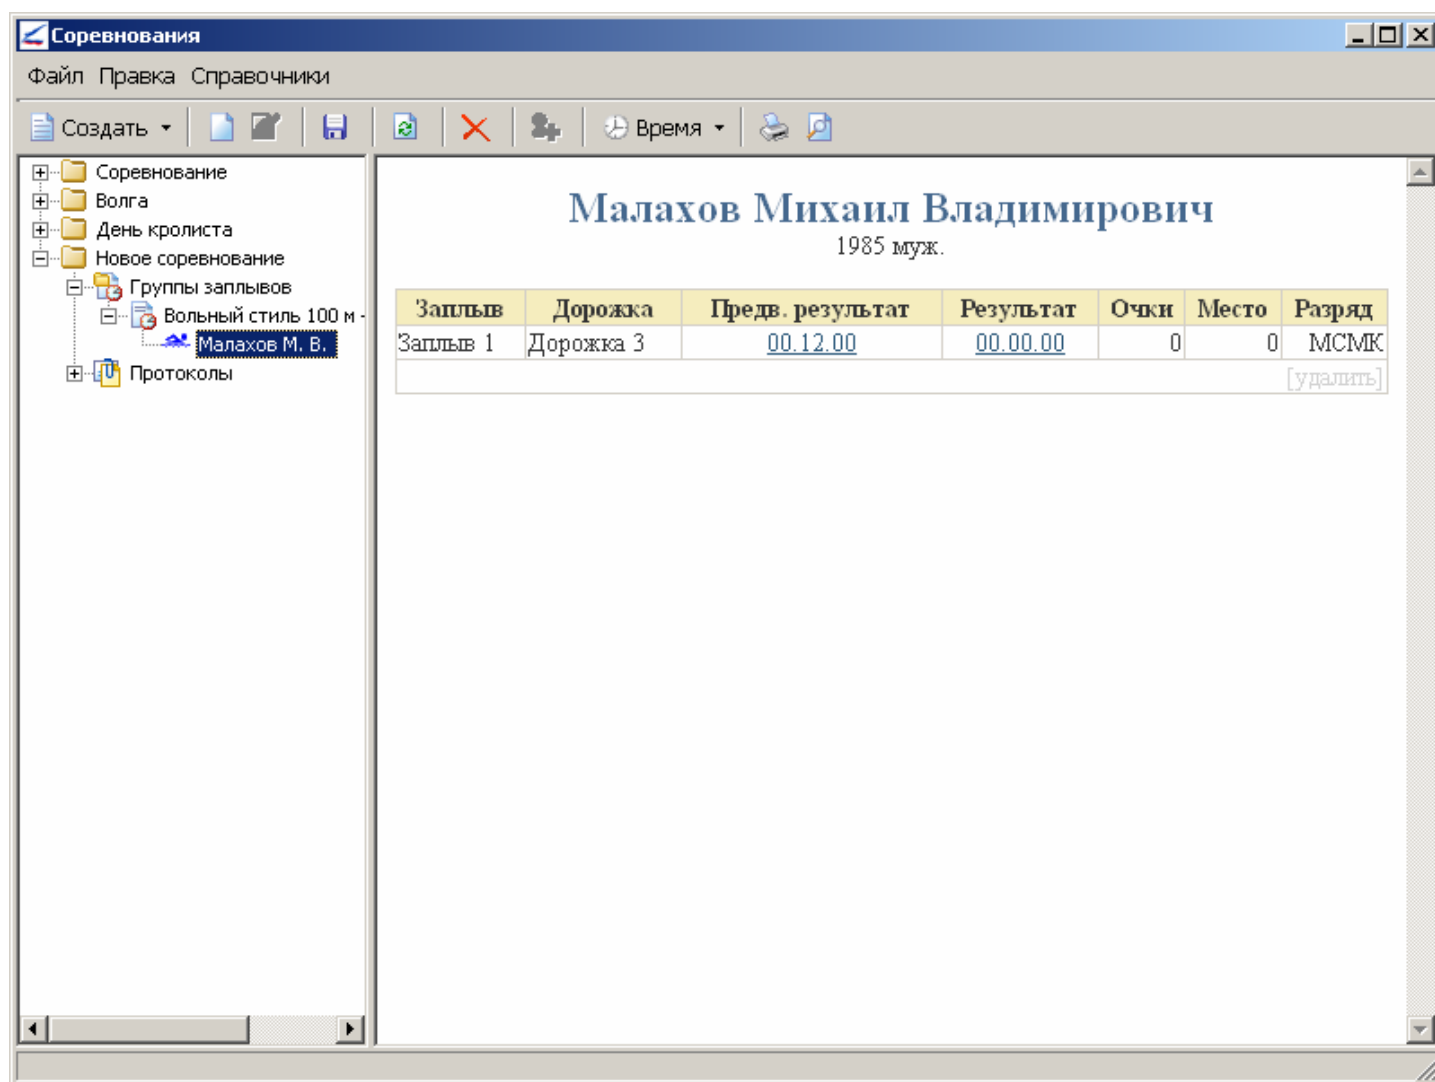 Соревнования
Файл Правка Справочники
Создать Время
Соревнование
Волга
День кролиста
Новое соревнование
Группы заплывов
Вольный стиль 100 м -
Малахов М. В.
Протоколы
Малахов Михаил Владимирович
1985 муж.
Заплыв Дорожка Предв. результат Результат Очки Место Разряд
Заплыв 1 Дорожка 3 00.12.00 00.00.00 0 0 МСМК
[удалить]